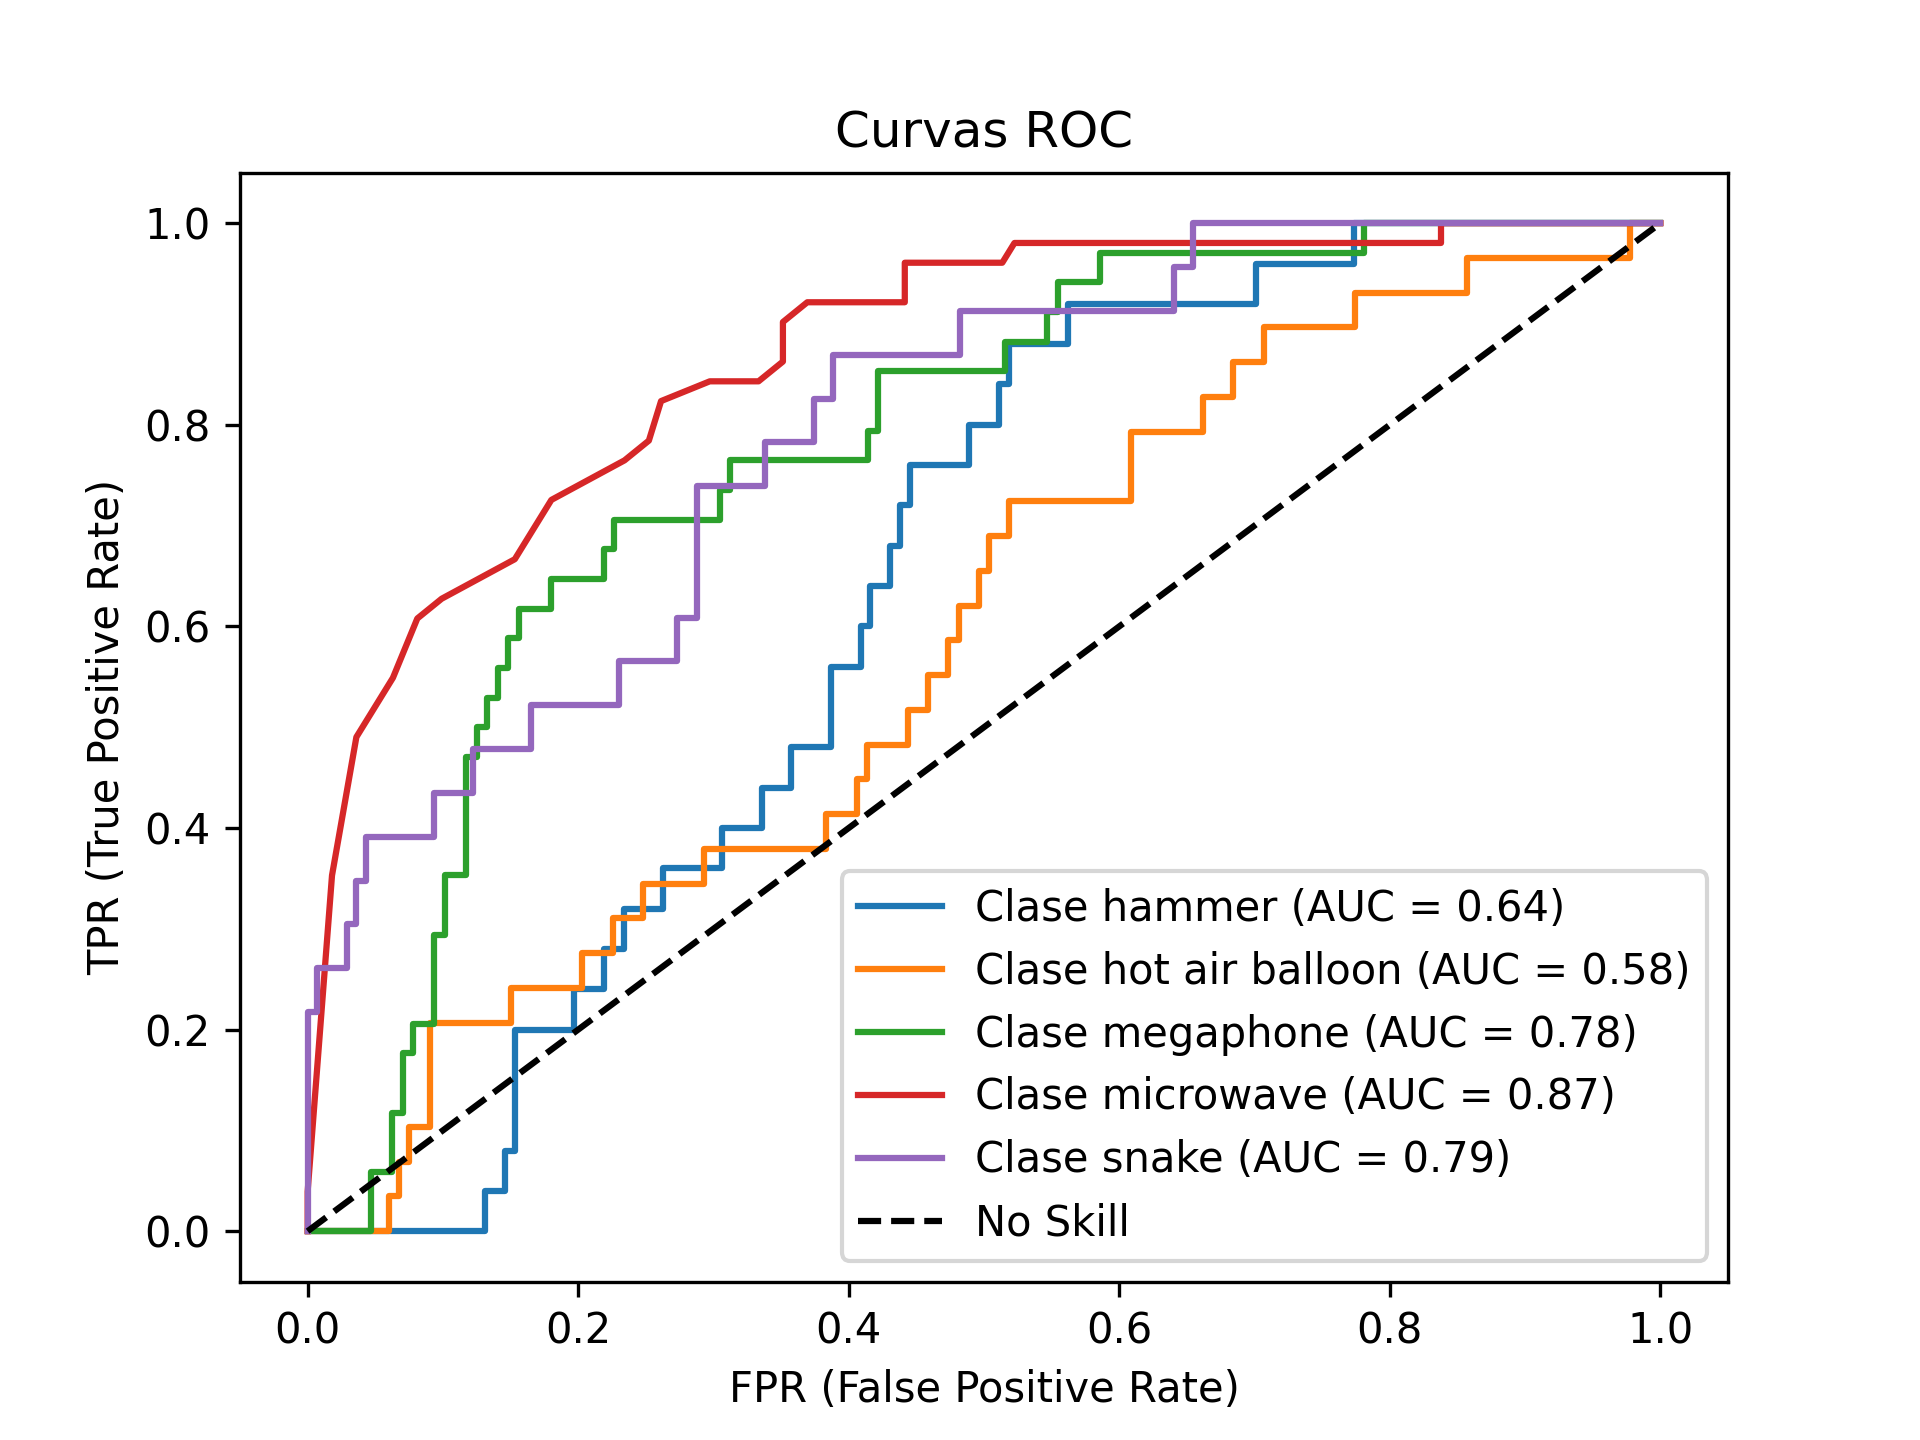 Curvas ROC
1.0
0.8
0.6
0.4
0.2
0.0
TPR (True Positive Rate)
Clase hammer (AUC = 0.64)
Clase hot air balloon (AUC = 0.58)
Clase megaphone (AUC = 0.78)
Clase microwave (AUC = 0.87)
Clase snake (AUC = 0.79)
No Skill
0.0 0.2 0.4 0.6 0.8 1.0
FPR (False Positive Rate)